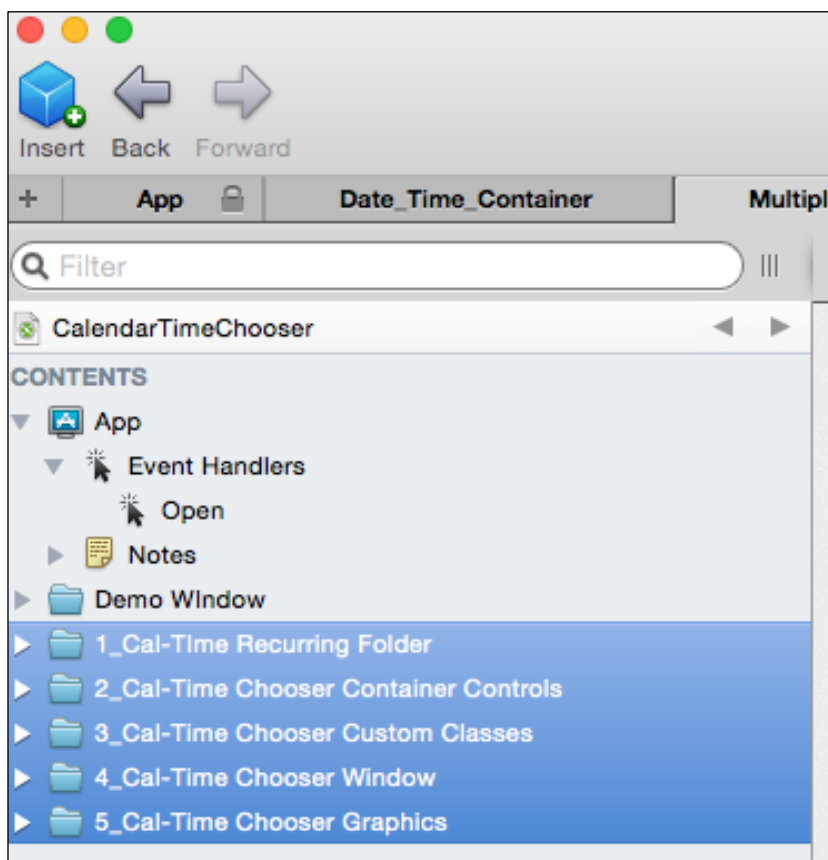 Insert Back Forward
+ App Date_Time_Container Multipl
Filter
CalendarTimeChooser
CONTENTS
App
Event Handlers
Open
Notes
Demo WIndow
1_Cal-TIme Recurring Folder
2_Cal-Time Chooser Container Controls
3_Cal-Time Chooser Custom Classes
4_Cal-Time Chooser Window
5_Cal-Time Chooser Graphics